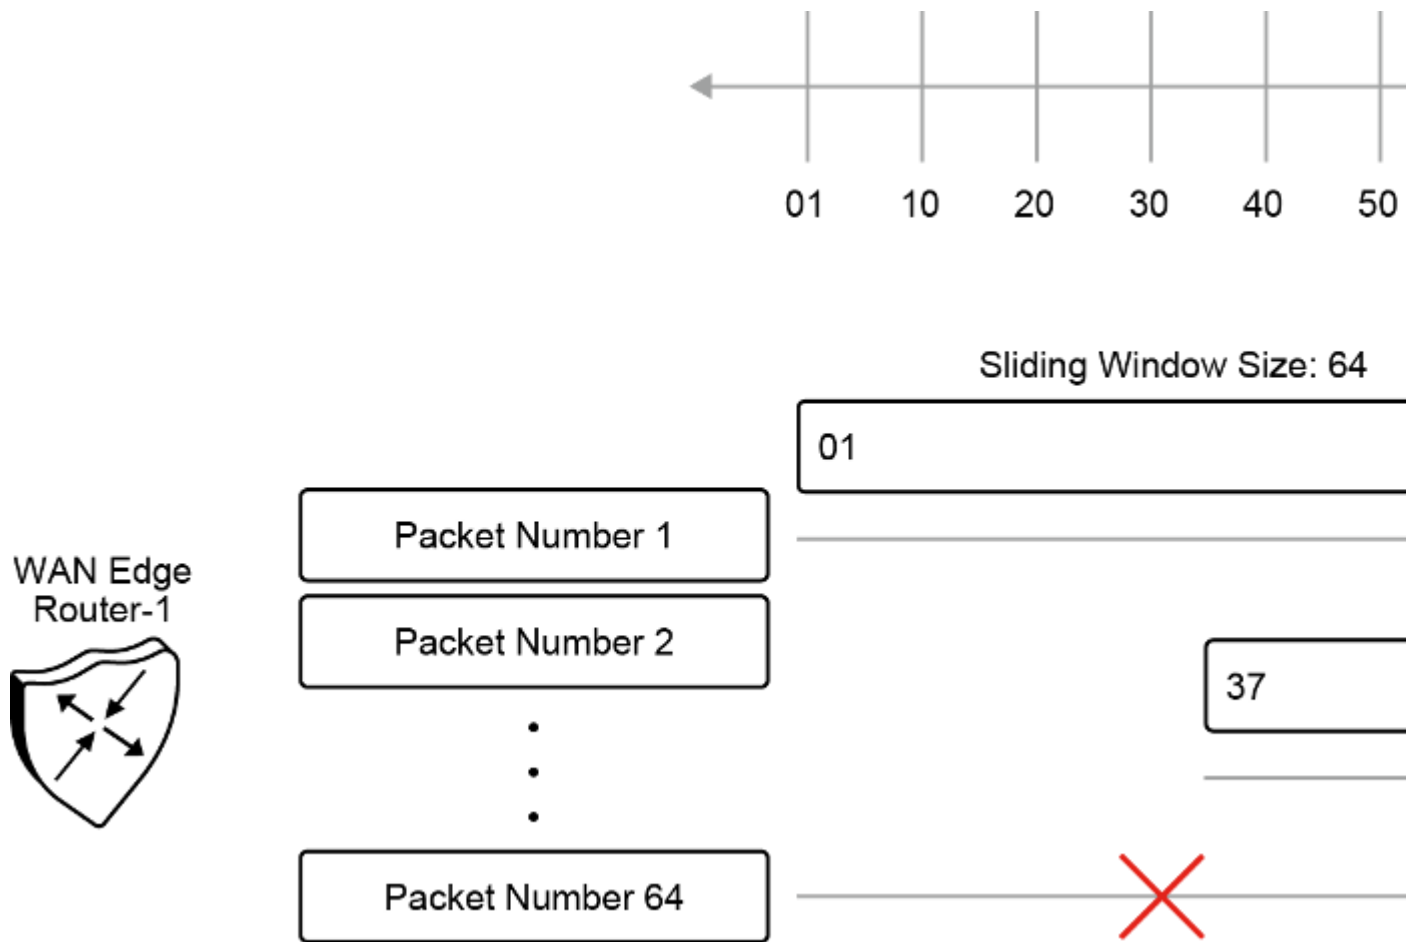 01 10 20 30 40 50
Sliding Window Size: 64
01
Packet Number 1
WAN Edge
Router-1
Packet Number 2
37
Packet Number 64